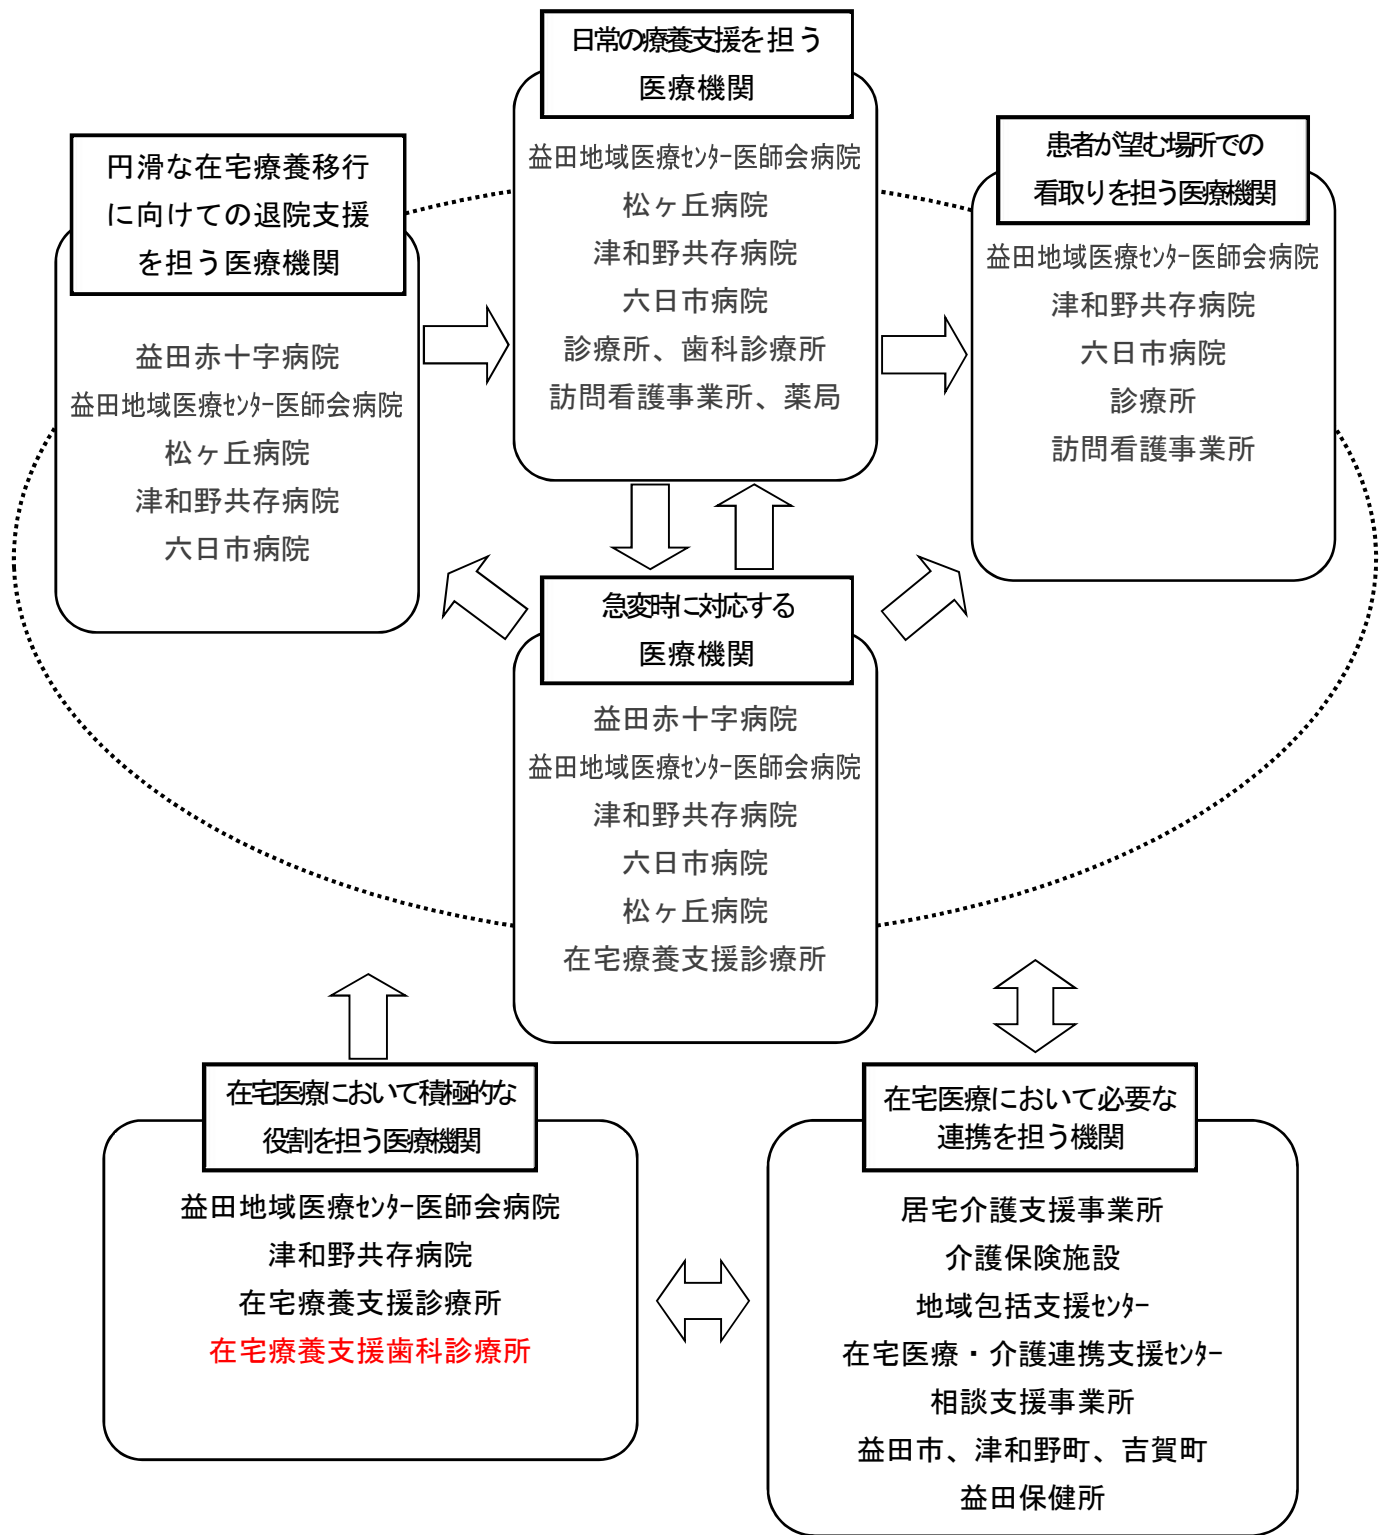 日常の療養支援を担う
医療機関
益田地域医療ｾﾝﾀｰ医師会病院
松ヶ丘病院
津和野共存病院
六日市病院
診療所、歯科診療所
訪問看護事業所、薬局
円滑な在宅療養移行
に向けての退院支援
を担う医療機関
益田赤十字病院
益田地域医療ｾﾝﾀｰ医師会病院
松ヶ丘病院
津和野共存病院
六日市病院
患者が望む場所での
看取りを担う医療機関
益田地域医療ｾﾝﾀｰ医師会病院
津和野共存病院
六日市病院
診療所
訪問看護事業所
急変時に対応する
医療機関
益田赤十字病院
益田地域医療ｾﾝﾀｰ医師会病院
津和野共存病院
六日市病院
松ヶ丘病院
在宅療養支援診療所
在宅医療において積極的な
役割を担う医療機関
益田地域医療ｾﾝﾀｰ医師会病院
津和野共存病院
在宅療養支援診療所
在宅療養支援歯科診療所
在宅医療において必要な
連携を担う機関
居宅介護支援事業所
介護保険施設
地域包括支援ｾﾝﾀｰ
在宅医療・介護連携支援ｾﾝﾀｰ
相談支援事業所
益田市、津和野町、吉賀町
益田保健所